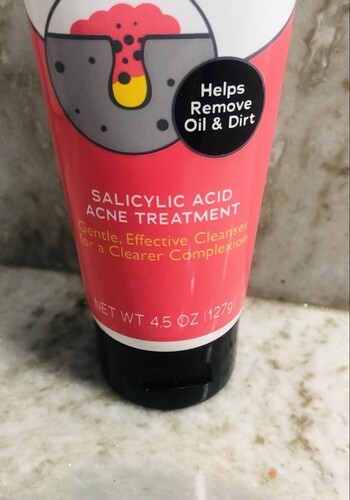 Helps
Remove
Oil & Dirt
SALICYLIC ACID
ACNE TREATMENT
Gentle, Effective Cleanser
for a Clearer Complexion
NET WT 4.5 OZ (127g)